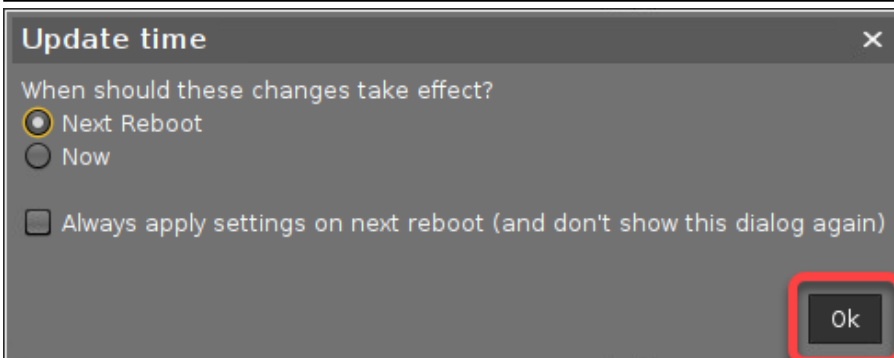 Update time
When should these changes take effect?
Next Reboot
Now
Always apply settings on next reboot (and don't show this dialog again)
Ok